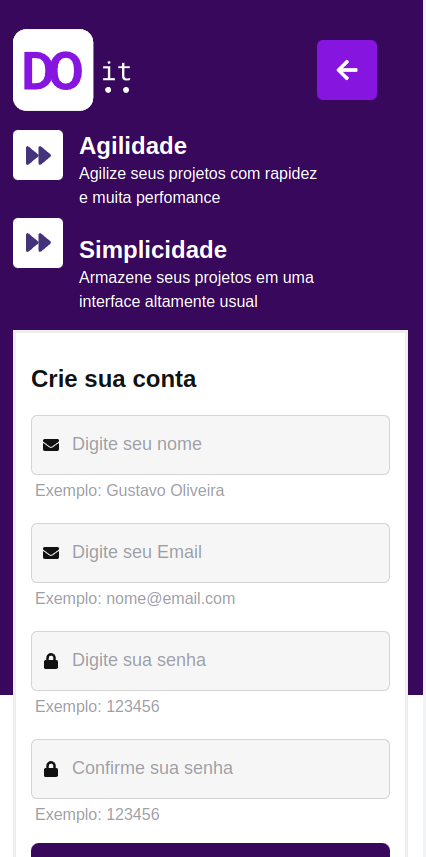 DO
it
Agilidade
Agilize seus projetos com rapidez
e muita perfomance
Simplicidade
Armazene seus projetos em uma
interface altamente usual
Crie sua conta
Digite seu nome
Exemplo: Gustavo Oliveira
Digite seu Email
Exemplo: nome@email.com
Digite sua senha
Exemplo: 123456
Confirme sua senha
Exemplo: 123456